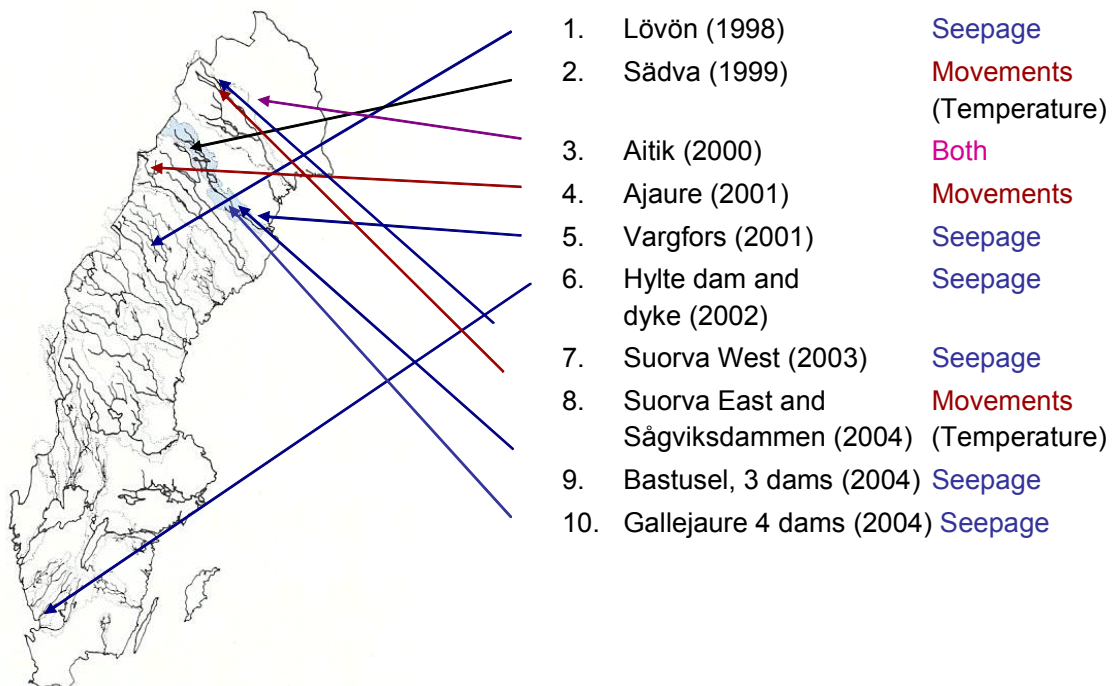 1. Lövön (1998) Seepage
2. Sädva (1999) Movements
(Temperature)
3. Aitik (2000) Both
4. Ajaure (2001) Movements
5. Vargfors (2001) Seepage
6. Hylte dam and Seepage
dyke (2002)
7. Suorva West (2003) Seepage
8. Suorva East and Movements
Sågviksdammen (2004) (Temperature)
9. Bastusel, 3 dams (2004) Seepage
10. Gallejaure 4 dams (2004) Seepage